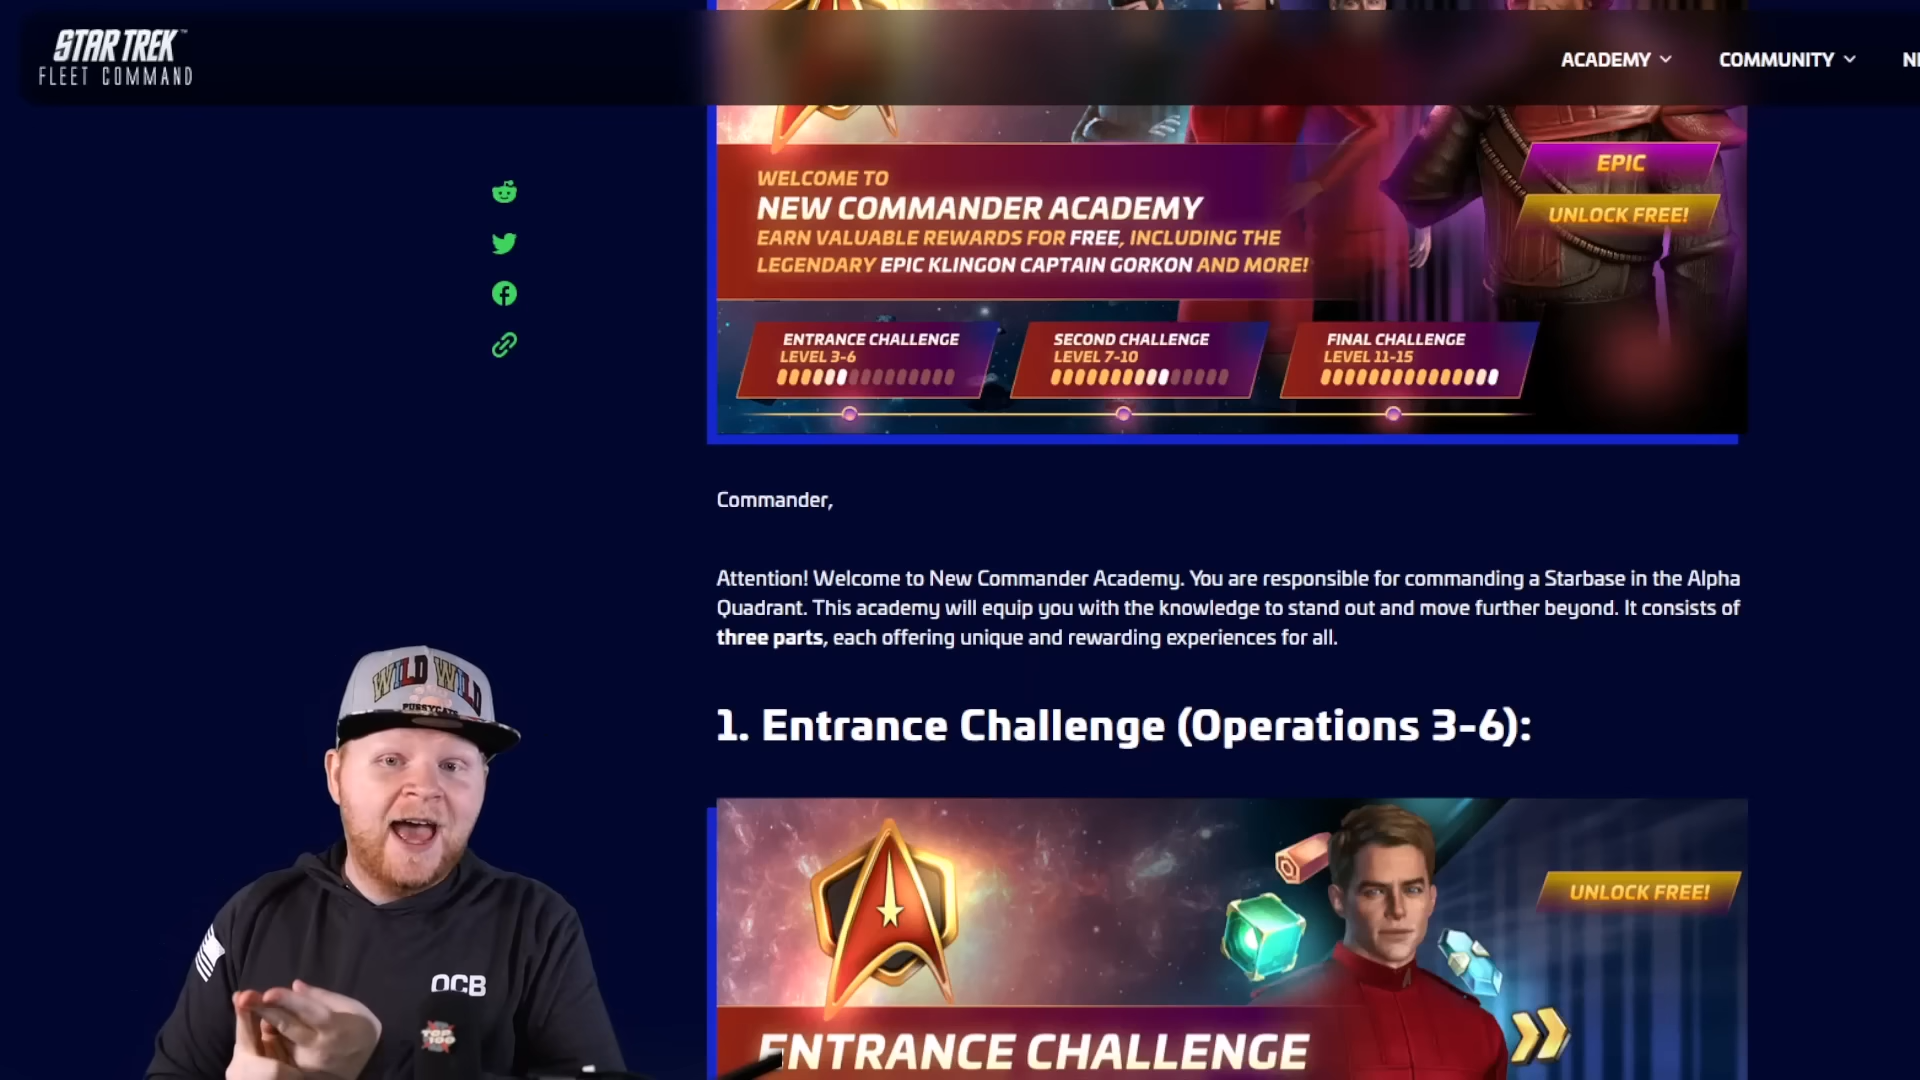 STAR TREK
FLEET COMMAND
ACADEMY
COMMUNITY
WELCOME TO
NEW COMMANDER ACADEMY
EARN VALUABLE REWARDS FOR FREE, INCLUDING THE
LEGENDARY EPIC KLINGON CAPTAIN GORKON AND MORE!
EPIC
UNLOCK FREE!
ENTRANCE CHALLENGE
LEVEL 3-6
SECOND CHALLENGE
LEVEL 7-10
FINAL CHALLENGE
LEVEL 11-15
Commander,
Attention! Welcome to New Commander Academy. You are responsible for commanding a Starbase in the Alpha
Quadrant. This academy will equip you with the knowledge to stand out and move further beyond. It consists of
three parts, each offering unique and rewarding experiences for all.
1. Entrance Challenge (Operations 3-6):
UNLOCK FREE!
ENTRANCE CHALLENGE
WILD WILD
PUSSYCATS
OCB
TOP
100